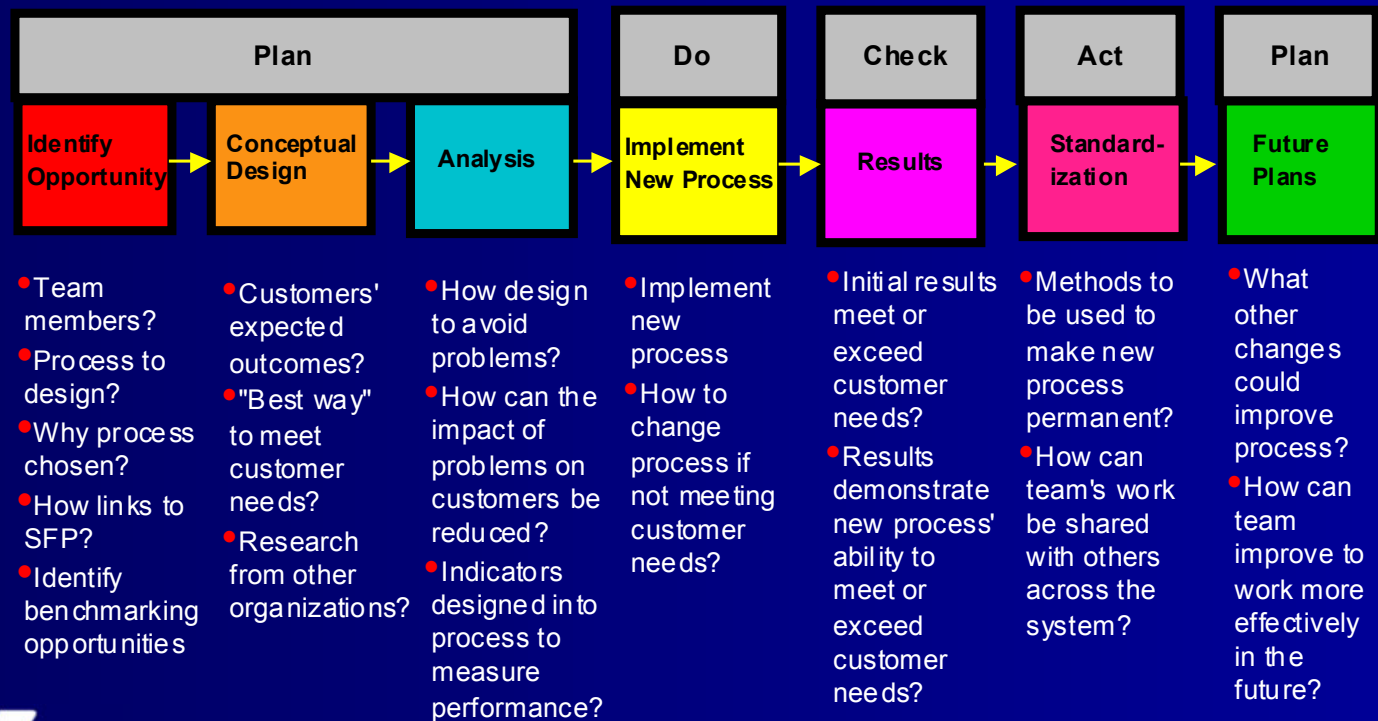 Plan
Do
Check
Act
Plan
Identify
Opportunity
Conceptual
Design
Analysis
Implement
New Process
Results
Standard-
ization
Future
Plans
•Team
members?
•Process to
design?
•Why process
chosen?
•How links to
SFP?
•Identify
benchmarking
opportunities
•Customers'
expected
outcomes?
•"Best way"
to meet
customer
needs?
•Research
from other
organizations?
•How design
to avoid
problems?
•How can the
impact of
problems on
customers be
reduced?
•Indicators
designed into
process to
measure
performance?
•Implement
new
process
•How to
change
process if
not meeting
customer
needs?
•Initial results
meet or
exceed
customer
needs?
•Results
demonstrate
new process'
ability to
meet or
exceed
customer
needs?
•Methods to
be used to
make new
process
permanent?
•How can
team's work
be shared
with others
across the
system?
•What
other
changes
could
improve
process?
•How can
team
improve to
work more
effectively
in the
future?